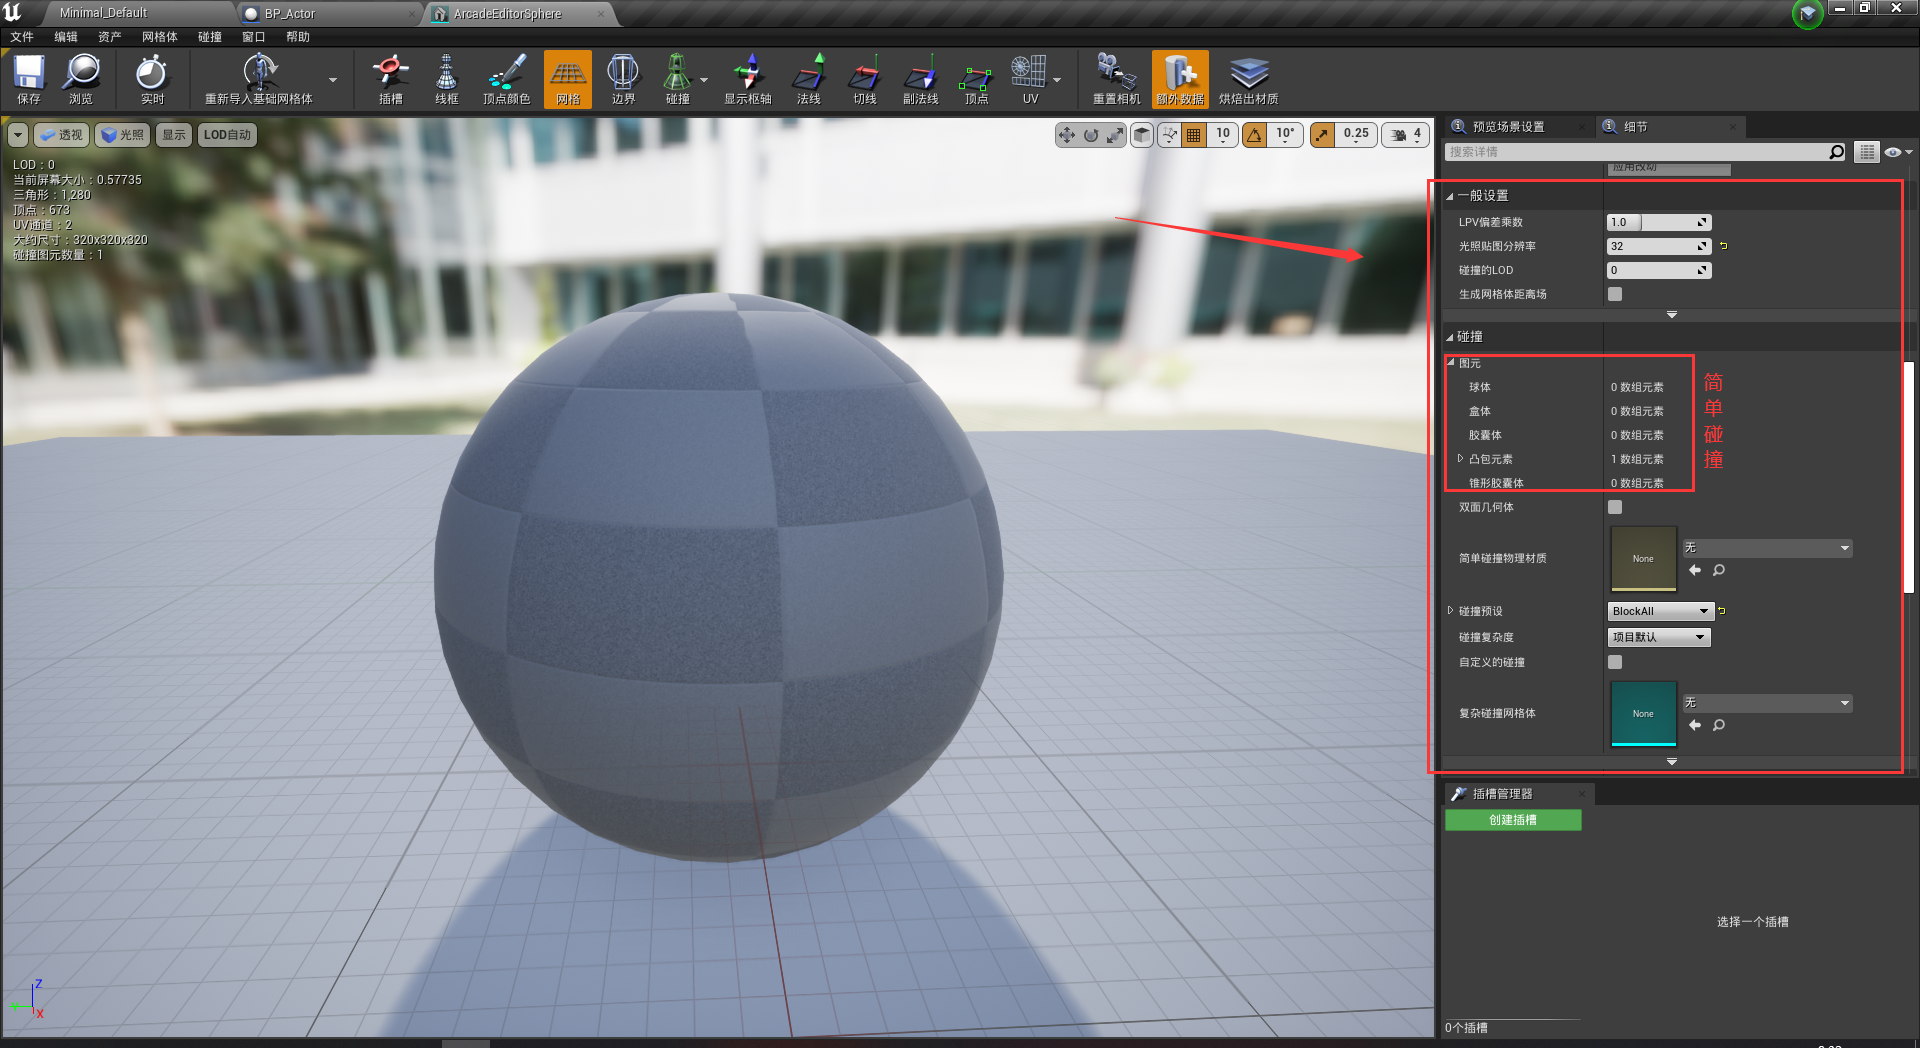 Minimal_Default
BP_Actor
ArcadeEditorSphere
文件 编辑 资产 网格体 碰撞 窗口 帮助
保存 浏览 实时 重新导入基础网格体 插槽 线框 顶点颜色 网格 边界 碰撞 显示枢轴 法线 切线 副法线 顶点 UV 重置相机 额外数据 烘焙出材质
透视 光照 显示 LOD自动
10 10° 0.25 4
LOD：0
当前屏幕大小：0.57735
三角形：1,280
顶点：673
UV通道：2
大约尺寸：320x320x320
碰撞图元数量：1
Z
X
预览场景设置 细节
搜索详情
应用改动
一般设置
LPV偏差乘数 1.0
光照贴图分辨率 32
碰撞的LOD 0
生成网格体距离场
碰撞
图元
球体 0 数组元素
盒体 0 数组元素
胶囊体 0 数组元素
凸包元素 1 数组元素
锥形胶囊体 0 数组元素
简
单
碰
撞
双面几何体
简单碰撞物理材质 None 无
碰撞预设 BlockAll
碰撞复杂度 项目默认
自定义的碰撞
复杂碰撞网格体 None 无
插槽管理器
创建插槽
选择一个插槽
0个插槽